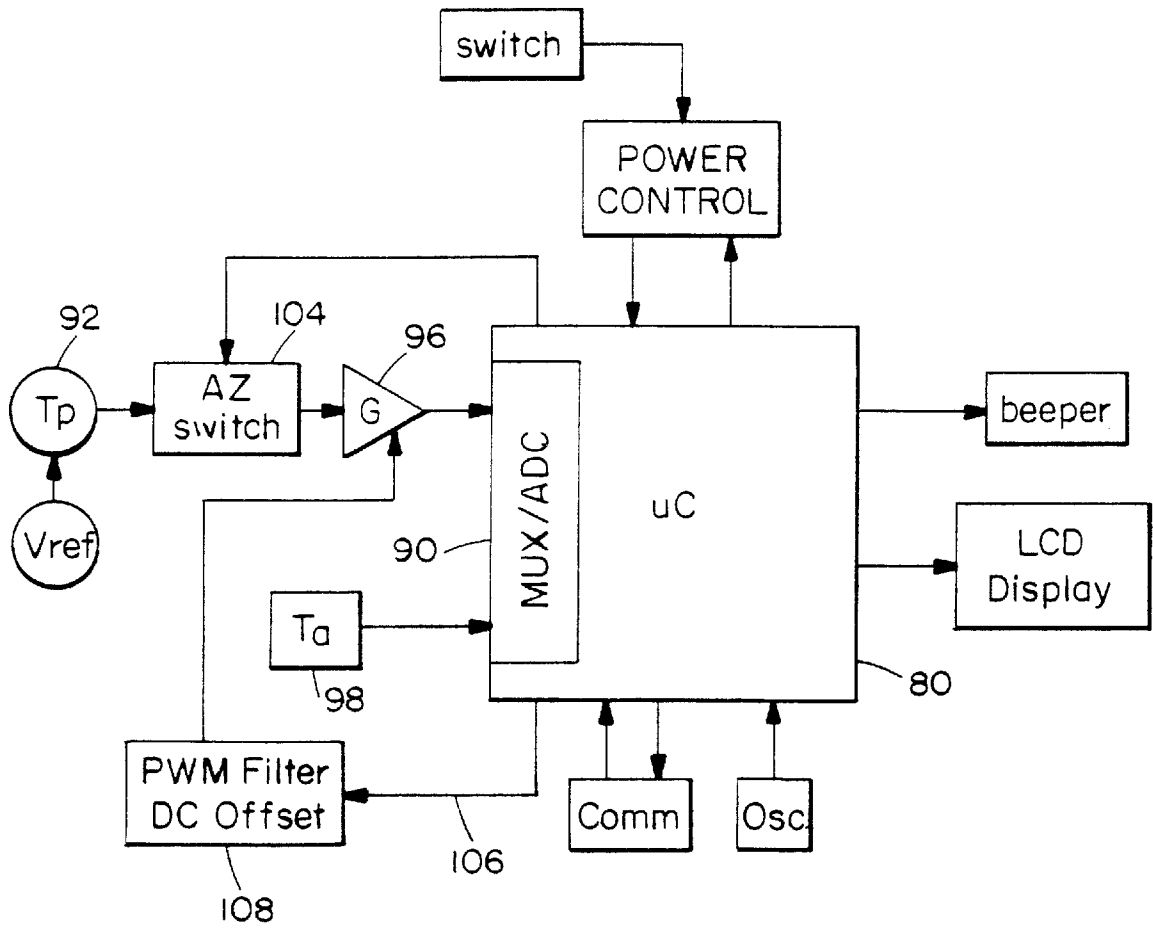 switch
POWER
CONTROL
92
104
96
Tp
AZ
switch
G
beeper
MUX/ADC
uC
Vref
90
LCD
Display
Ta
98
80
PWM Filter
DC Offset
106
Comm
Osc.
108